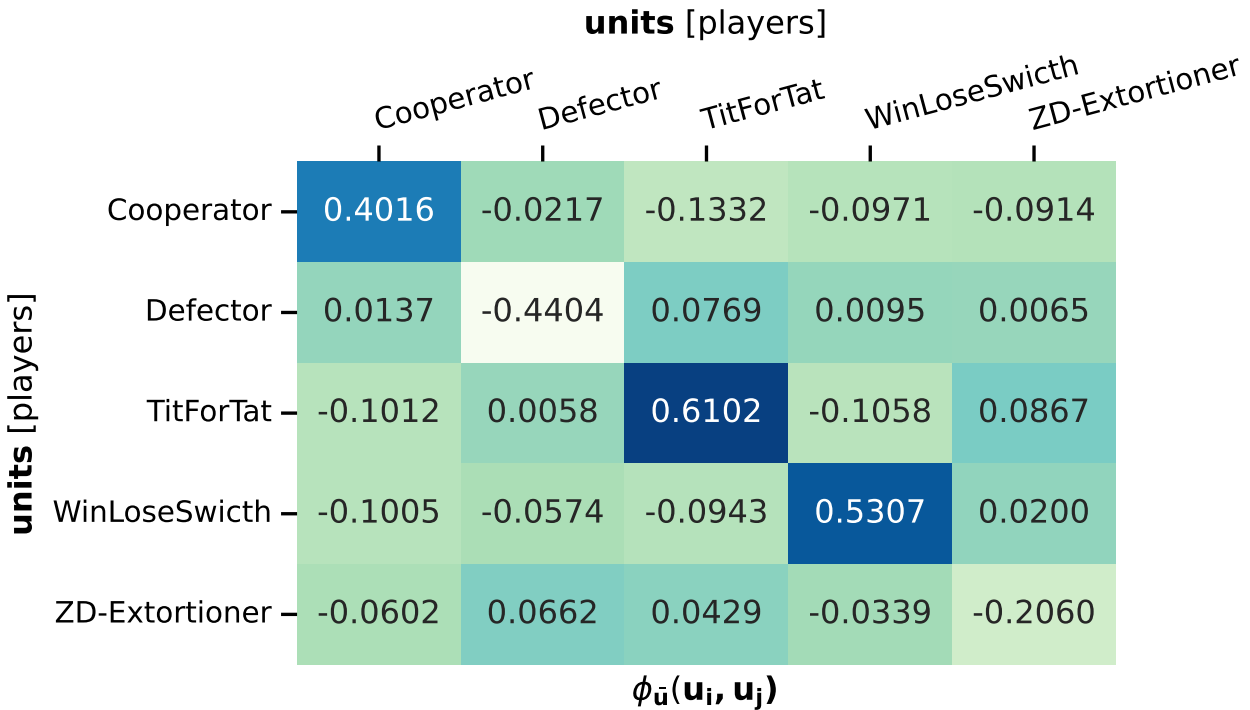 units [players]
Cooperator Defector TitForTat WinLoseSwicth ZD-Extortioner
units [players]
Cooperator 0.4016 -0.0217 -0.1332 -0.0971 -0.0914
Defector 0.0137 -0.4404 0.0769 0.0095 0.0065
TitForTat -0.1012 0.0058 0.6102 -0.1058 0.0867
WinLoseSwicth -0.1005 -0.0574 -0.0943 0.5307 0.0200
ZD-Extortioner -0.0602 0.0662 0.0429 -0.0339 -0.2060
ϕ_ū(u_i, u_j)